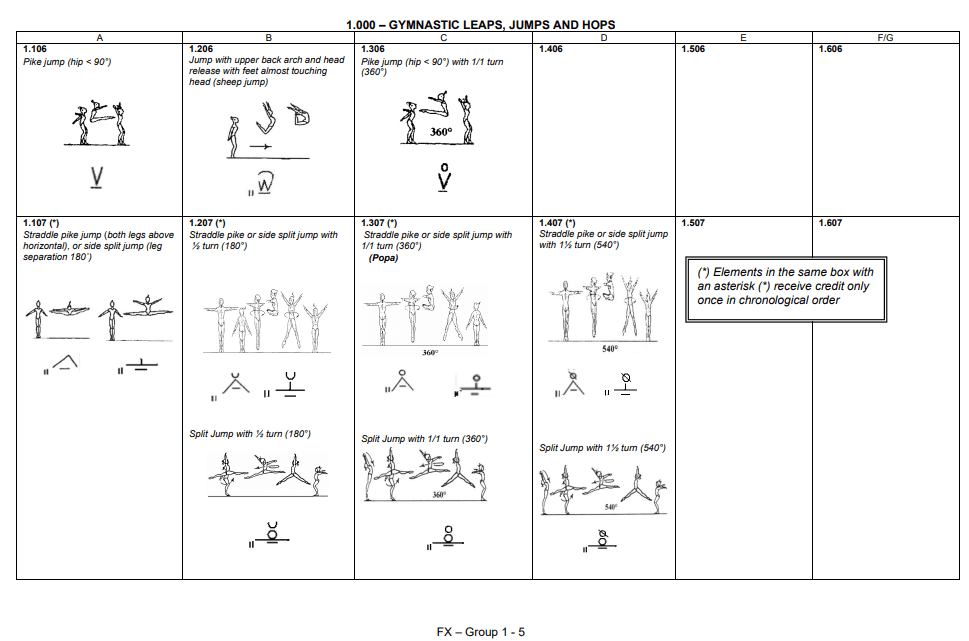 1.000 – GYMNASTIC LEAPS, JUMPS AND HOPS
A
B
C
D
E
F/G
1.106
Pike jump (hip < 90°)
1.206
Jump with upper back arch and head
release with feet almost touching
head (sheep jump)
1.306
Pike jump (hip < 90°) with 1/1 turn
(360°)
360°
1.406
1.506
1.606
1.107 (*)
Straddle pike jump (both legs above
horizontal), or side split jump (leg
separation 180˚)
1.207 (*)
Straddle pike or side split jump with
½ turn (180°)
Split Jump with ½ turn (180°)
1.307 (*)
Straddle pike or side split jump with
1/1 turn (360°)
(Popa)
360°
Split Jump with 1/1 turn (360°)
360°
1.407 (*)
Straddle pike or side split jump
with 1½ turn (540°)
540°
Split Jump with 1½ turn (540°)
540°
1.507
1.607
(*) Elements in the same box with
an asterisk (*) receive credit only
once in chronological order
FX – Group 1 - 5